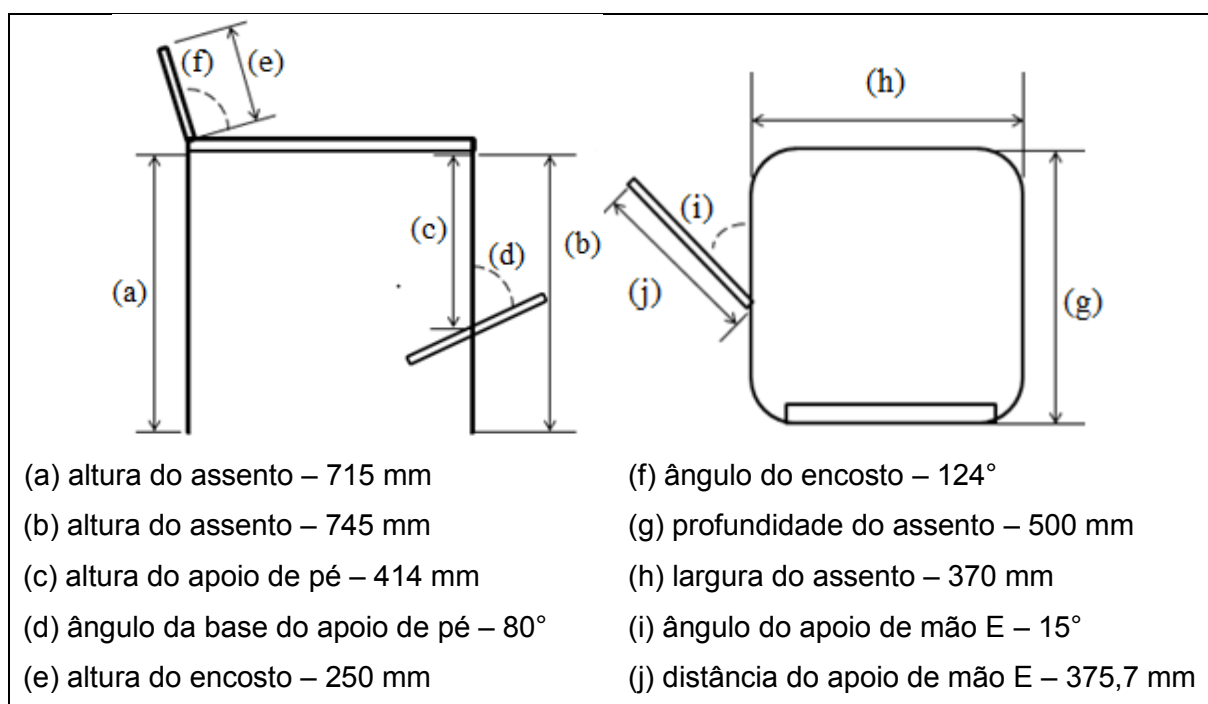 (f)
(e)
(h)
(i)
(c)
(b)
(d)
(a)
(j)
(g)
(a) altura do assento – 715 mm
(b) altura do assento – 745 mm
(c) altura do apoio de pé – 414 mm
(d) ângulo da base do apoio de pé – 80°
(e) altura do encosto – 250 mm
(f) ângulo do encosto – 124°
(g) profundidade do assento – 500 mm
(h) largura do assento – 370 mm
(i) ângulo do apoio de mão E – 15°
(j) distância do apoio de mão E – 375,7 mm